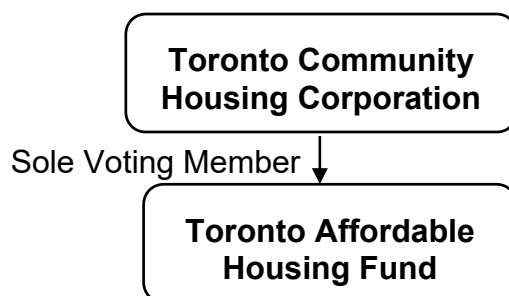 Toronto Community
Housing Corporation
Sole Voting Member
Toronto Affordable
Housing Fund